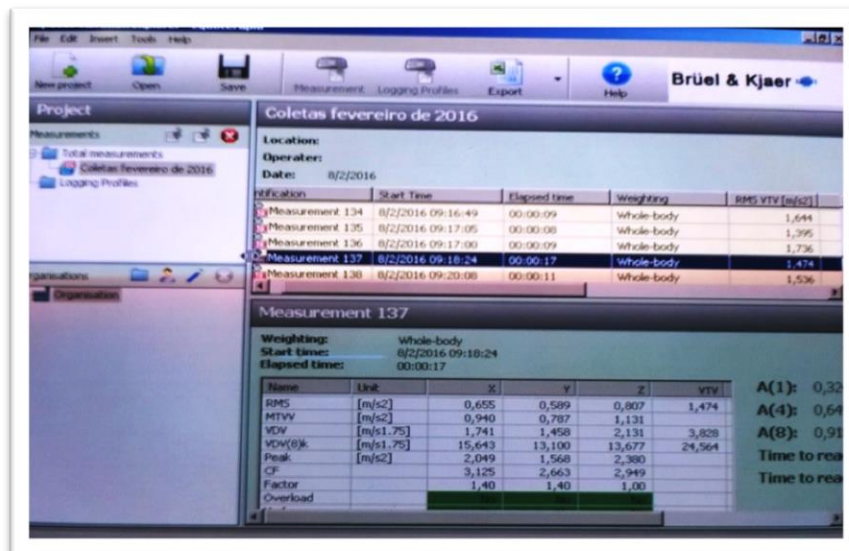 File Edit Insert Tools Help
New project Open Save Measurement Logging Profiles Export Help Brüel & Kjaer
Project
Measurements
Total measurements
Coletas fevereiro de 2016
Logging Profiles
Organisation
Coletas fevereiro de 2016
Location:
Operater:
Date: 8/2/2016
ntification Start Time Elapsed time Weighting RMS VTV [m/s2]
Measurement 134 8/2/2016 09:16:49 00:00:09 Whole-body 1,644
Measurement 135 8/2/2016 09:17:05 00:00:08 Whole-body 1,395
Measurement 136 8/2/2016 09:17:00 00:00:09 Whole-body 1,736
Measurement 137 8/2/2016 09:18:24 00:00:17 Whole-body 1,474
Measurement 138 8/2/2016 09:20:08 00:00:11 Whole-body 1,536
Measurement 137
Weighting: Whole-body
Start time: 8/2/2016 09:18:24
Elapsed time: 00:00:17
Name Unit X Y Z VTV
RMS [m/s2] 0,655 0,589 0,807 1,474
MTVV [m/s2] 0,940 0,787 1,131
VDV [m/s1.75] 1,741 1,458 2,131 3,828
VDV(8)k [m/s1.75] 15,643 13,100 13,677 24,564
Peak [m/s2] 2,049 1,568 2,380
CF 3,125 2,663 2,949
Factor 1,40 1,40 1,00
Overload No No No
A(1): 0,32
A(4): 0,64
A(8): 0,91
Time to rea
Time to rea